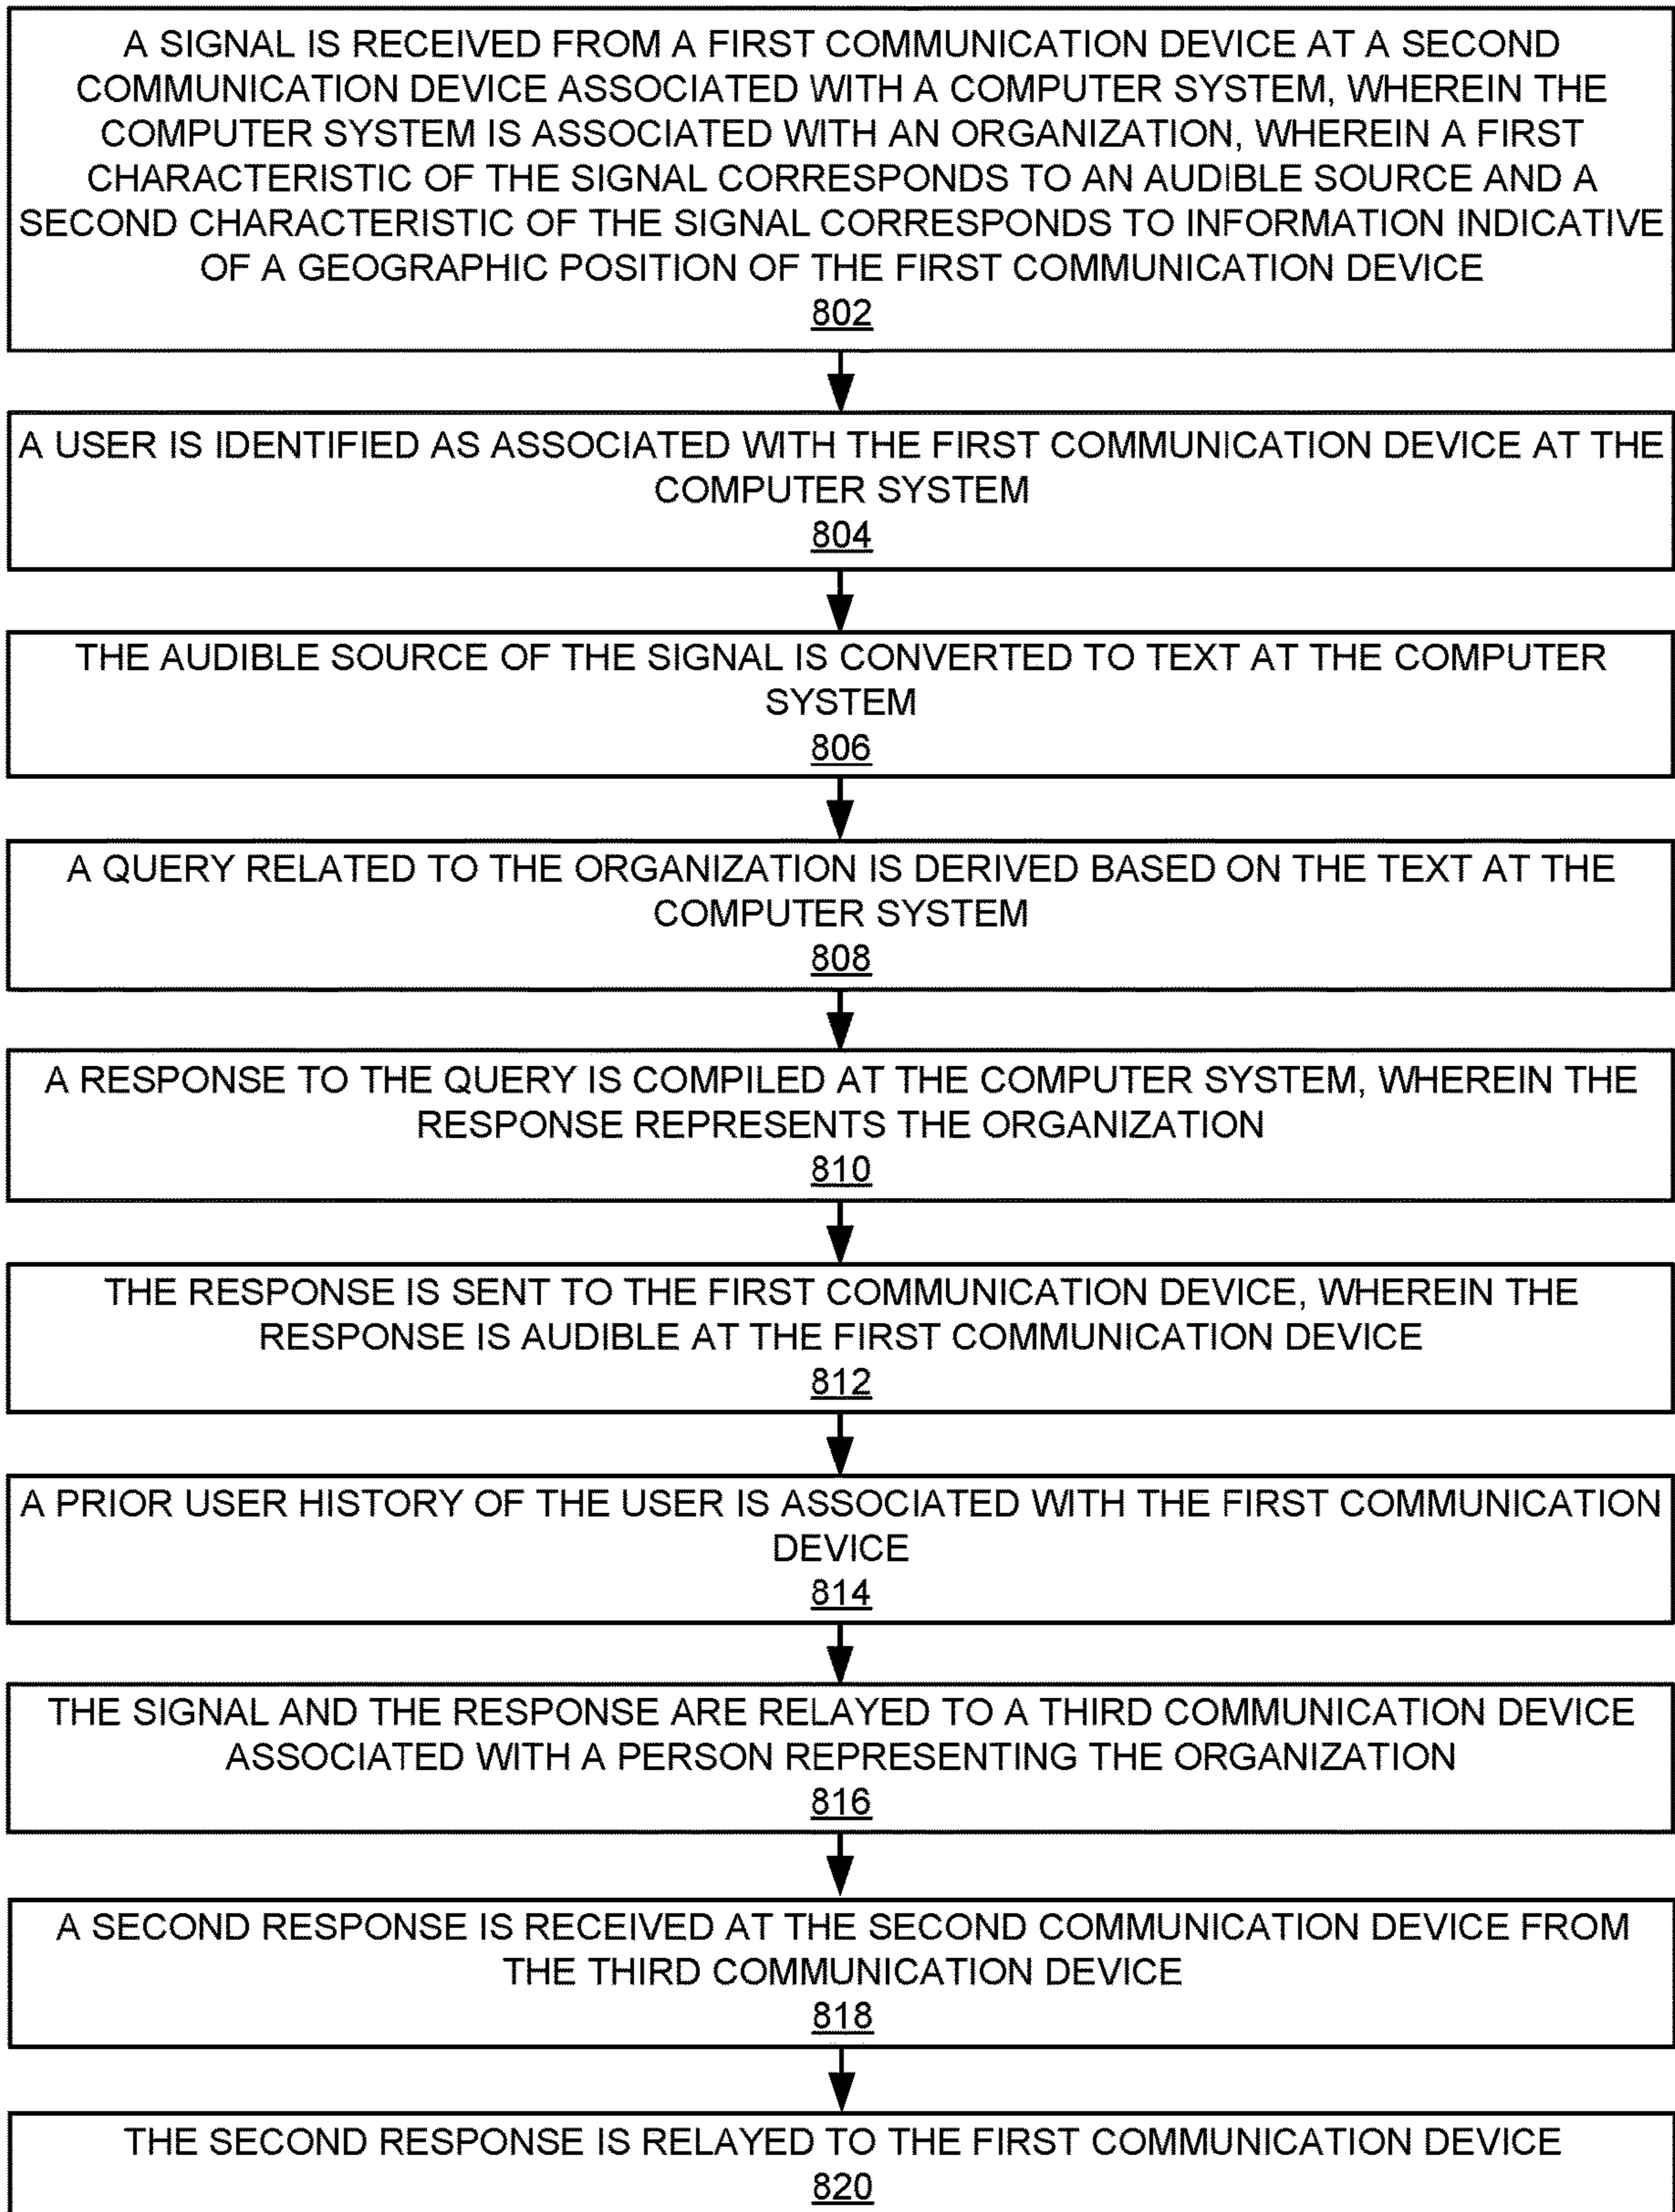 A SIGNAL IS RECEIVED FROM A FIRST COMMUNICATION DEVICE AT A SECOND
COMMUNICATION DEVICE ASSOCIATED WITH A COMPUTER SYSTEM, WHEREIN THE
COMPUTER SYSTEM IS ASSOCIATED WITH AN ORGANIZATION, WHEREIN A FIRST
CHARACTERISTIC OF THE SIGNAL CORRESPONDS TO AN AUDIBLE SOURCE AND A
SECOND CHARACTERISTIC OF THE SIGNAL CORRESPONDS TO INFORMATION INDICATIVE
OF A GEOGRAPHIC POSITION OF THE FIRST COMMUNICATION DEVICE
802
A USER IS IDENTIFIED AS ASSOCIATED WITH THE FIRST COMMUNICATION DEVICE AT THE
COMPUTER SYSTEM
804
THE AUDIBLE SOURCE OF THE SIGNAL IS CONVERTED TO TEXT AT THE COMPUTER
SYSTEM
806
A QUERY RELATED TO THE ORGANIZATION IS DERIVED BASED ON THE TEXT AT THE
COMPUTER SYSTEM
808
A RESPONSE TO THE QUERY IS COMPILED AT THE COMPUTER SYSTEM, WHEREIN THE
RESPONSE REPRESENTS THE ORGANIZATION
810
THE RESPONSE IS SENT TO THE FIRST COMMUNICATION DEVICE, WHEREIN THE
RESPONSE IS AUDIBLE AT THE FIRST COMMUNICATION DEVICE
812
A PRIOR USER HISTORY OF THE USER IS ASSOCIATED WITH THE FIRST COMMUNICATION
DEVICE
814
THE SIGNAL AND THE RESPONSE ARE RELAYED TO A THIRD COMMUNICATION DEVICE
ASSOCIATED WITH A PERSON REPRESENTING THE ORGANIZATION
816
A SECOND RESPONSE IS RECEIVED AT THE SECOND COMMUNICATION DEVICE FROM
THE THIRD COMMUNICATION DEVICE
818
THE SECOND RESPONSE IS RELAYED TO THE FIRST COMMUNICATION DEVICE
820